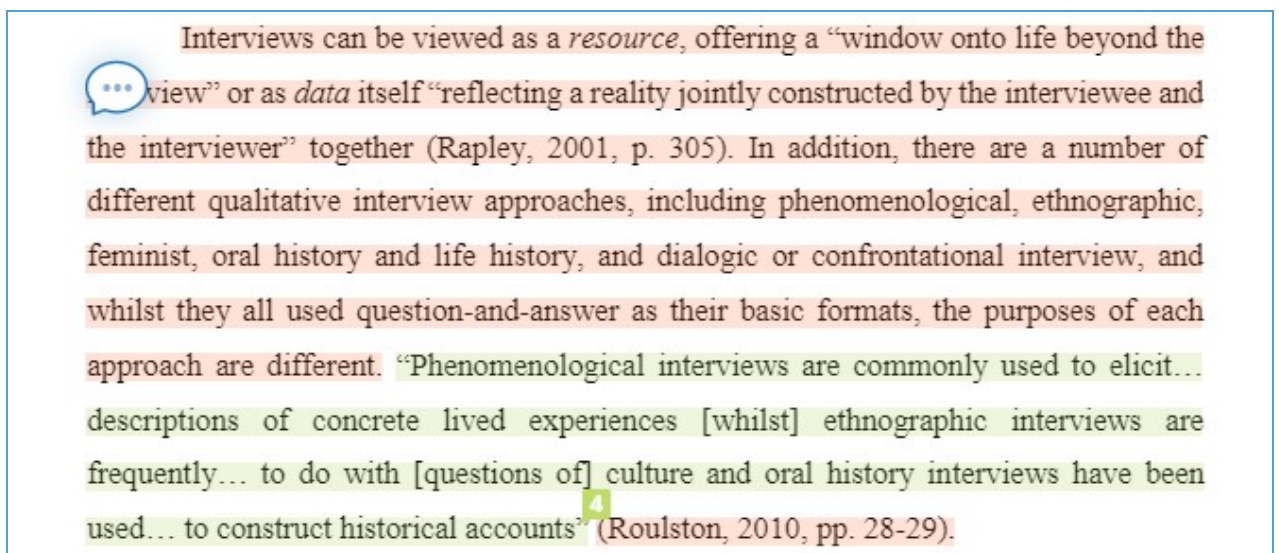 Interviews can be viewed as a resource, offering a “window onto life beyond the
view” or as data itself “reflecting a reality jointly constructed by the interviewee and
the interviewer” together (Rapley, 2001, p. 305). In addition, there are a number of
different qualitative interview approaches, including phenomenological, ethnographic,
feminist, oral history and life history, and dialogic or confrontational interview, and
whilst they all used question-and-answer as their basic formats, the purposes of each
approach are different. “Phenomenological interviews are commonly used to elicit…
descriptions of concrete lived experiences [whilst] ethnographic interviews are
frequently… to do with [questions of] culture and oral history interviews have been
4
used… to construct historical accounts” (Roulston, 2010, pp. 28-29).